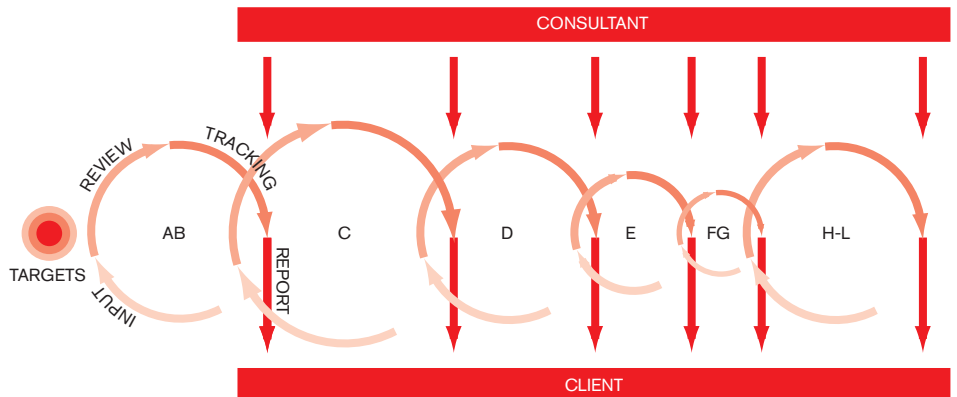 CONSULTANT
REVIEW
TRACKING
TARGETS
AB
C
D
E
FG
H-L
INPUT
REPORT
CLIENT